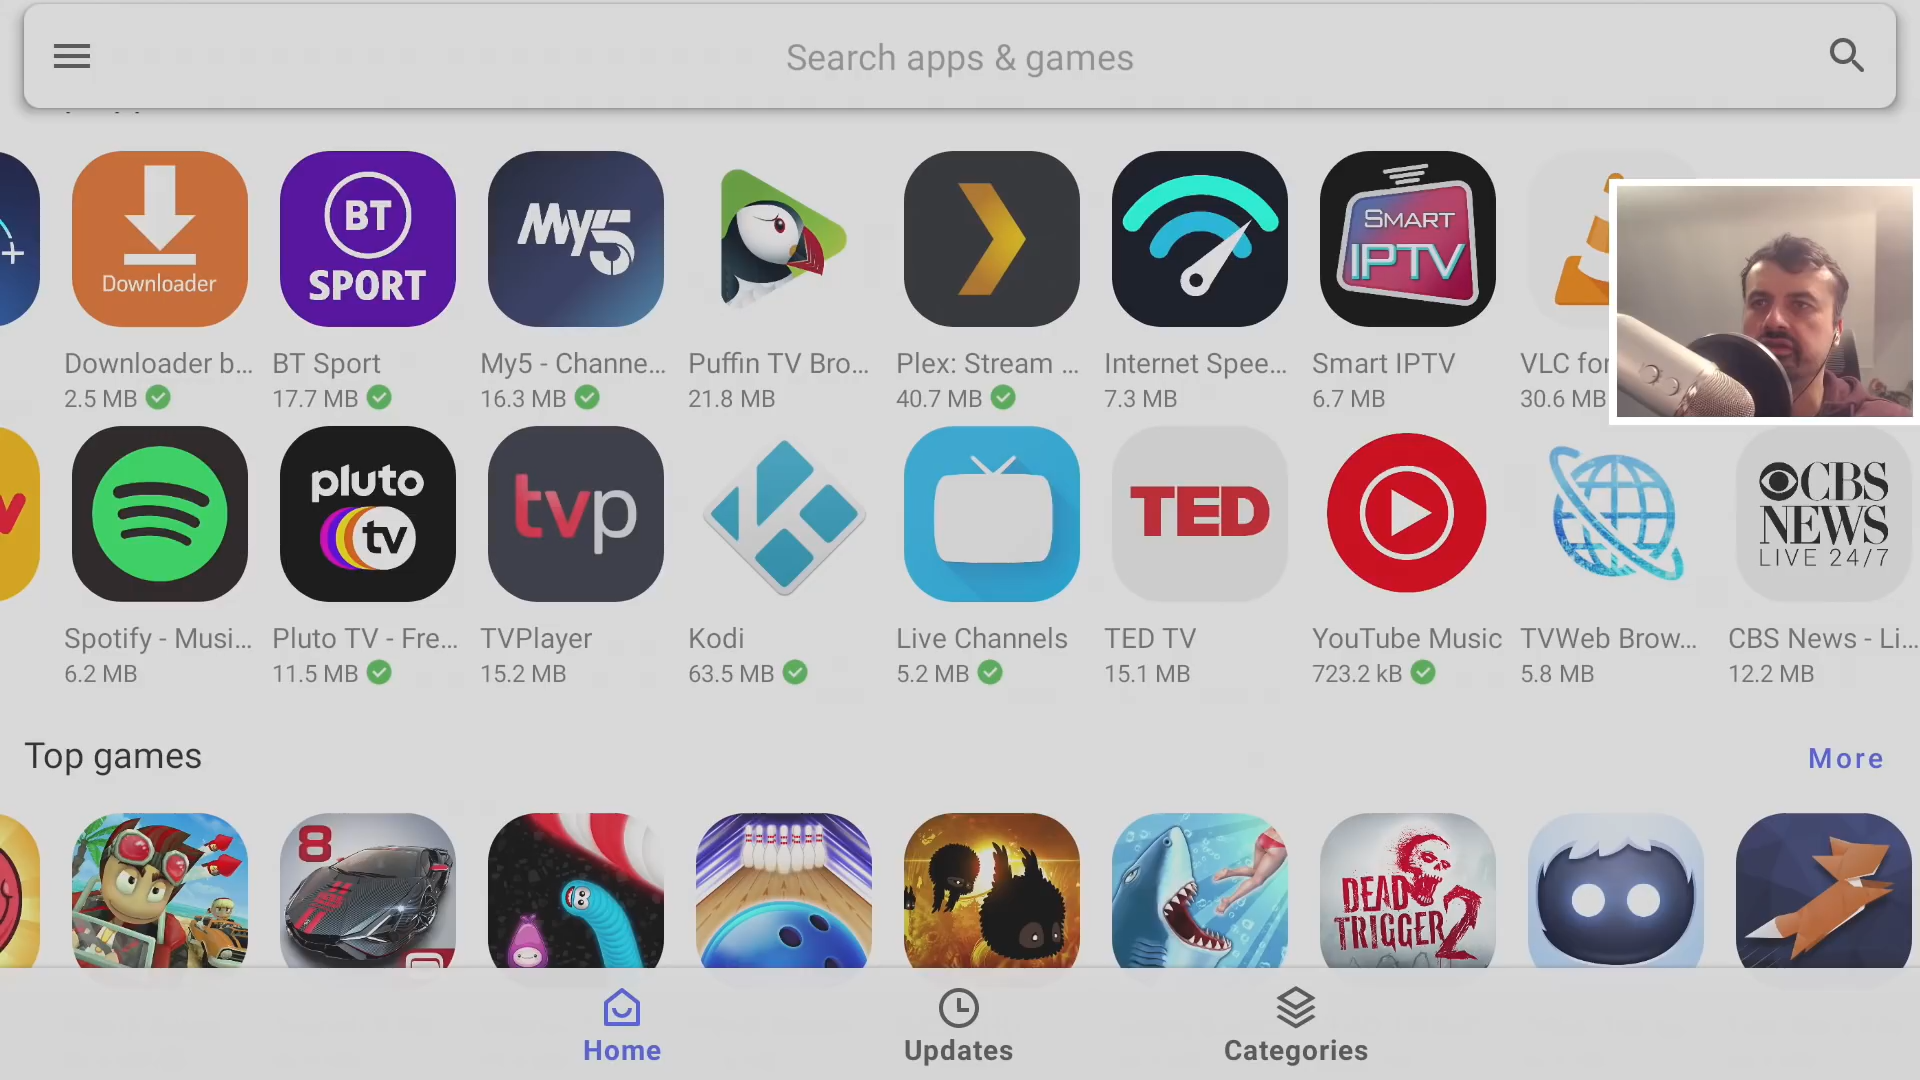 Search apps & games
Downloader
BT
SPORT
My5
SMART
IPTV
Downloader b...
BT Sport
My5 - Channe...
Puffin TV Bro...
Plex: Stream ...
Internet Spee...
Smart IPTV
VLC for
2.5 MB
17.7 MB
16.3 MB
21.8 MB
40.7 MB
7.3 MB
6.7 MB
30.6 MB
pluto
tv
tvp
TED
CBS
NEWS
LIVE 24/7
Spotify - Musi...
Pluto TV - Fre...
TVPlayer
Kodi
Live Channels
TED TV
YouTube Music
TVWeb Brow...
CBS News - Li...
6.2 MB
11.5 MB
15.2 MB
63.5 MB
5.2 MB
15.1 MB
723.2 kB
5.8 MB
12.2 MB
Top games
More
8
DEAD
TRIGGER 2
Home
Updates
Categories